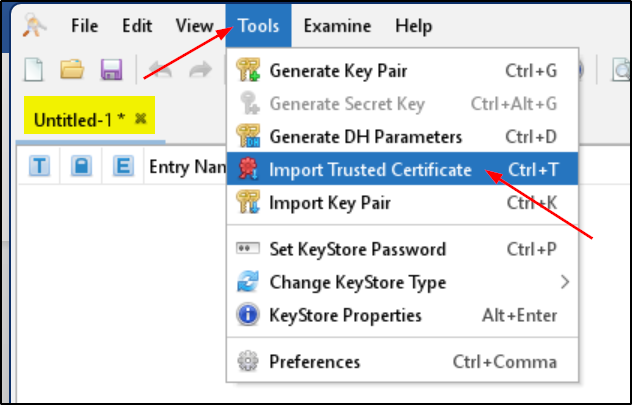 File Edit View Tools Examine Help
Untitled-1 *
T E Entry Nam
Generate Key Pair Ctrl+G
Generate Secret Key Ctrl+Alt+G
Generate DH Parameters Ctrl+D
Import Trusted Certificate Ctrl+T
Import Key Pair Ctrl+K
Set KeyStore Password Ctrl+P
Change KeyStore Type
KeyStore Properties Alt+Enter
Preferences Ctrl+Comma